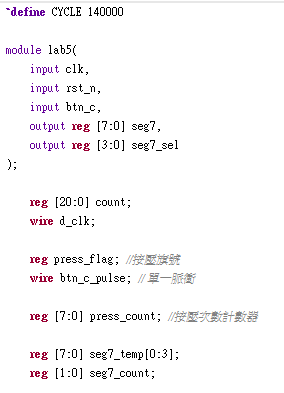 `define CYCLE 140000
module lab5(
input clk,
input rst_n,
input btn_c,
output reg [7:0] seg7,
output reg [3:0] seg7_sel
);
reg [20:0] count;
wire d_clk;
reg press_flag; //按壓旗號
wire btn_c_pulse; // 單一脈衝
reg [7:0] press_count; //按壓次數計數器
reg [7:0] seg7_temp[0:3];
reg [1:0] seg7_count;